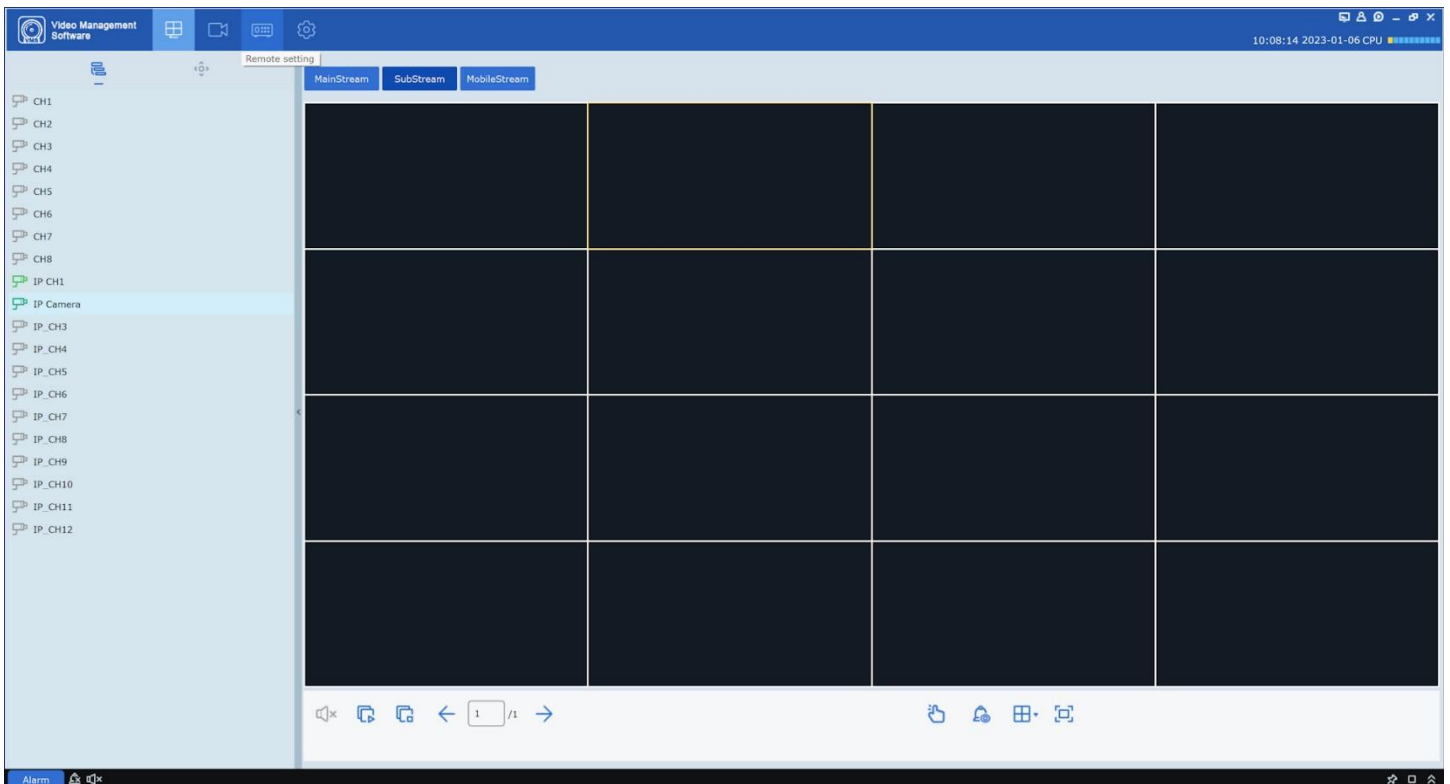 Video Management
Software
10:08:14 2023-01-06 CPU
Remote setting
MainStream SubStream MobileStream
CH1
CH2
CH3
CH4
CH5
CH6
CH7
CH8
IP CH1
IP Camera
IP_CH3
IP_CH4
IP_CH5
IP_CH6
IP_CH7
IP_CH8
IP_CH9
IP_CH10
IP_CH11
IP_CH12
1 /1
Alarm